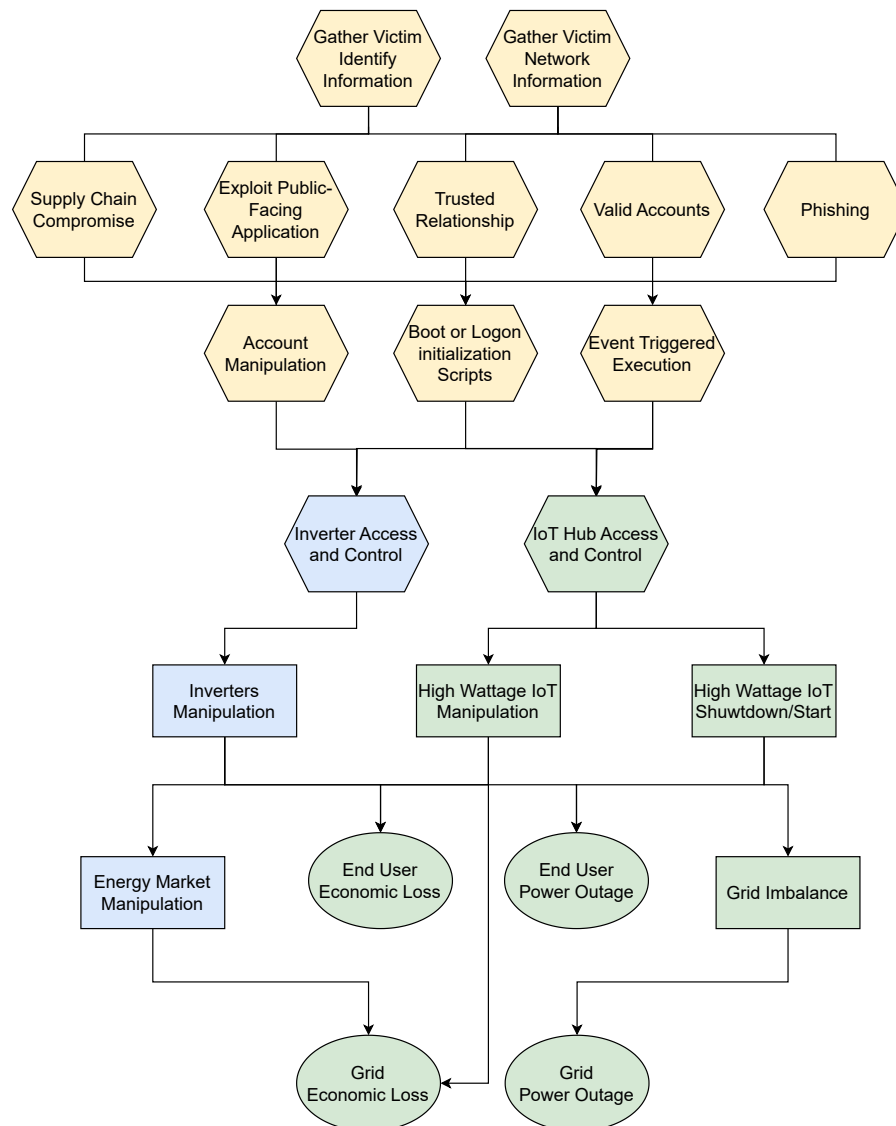 Gather Victim
Identify
Information
Gather Victim
Network
Information
Supply Chain
Compromise
Exploit Public-
Facing
Application
Trusted
Relationship
Valid Accounts
Phishing
Account
Manipulation
Boot or Logon
initialization
Scripts
Event Triggered
Execution
Inverter Access
and Control
IoT Hub Access
and Control
Inverters
Manipulation
High Wattage IoT
Manipulation
High Wattage IoT
Shuwtdown/Start
Energy Market
Manipulation
End User
Economic Loss
End User
Power Outage
Grid Imbalance
Grid
Economic Loss
Grid
Power Outage